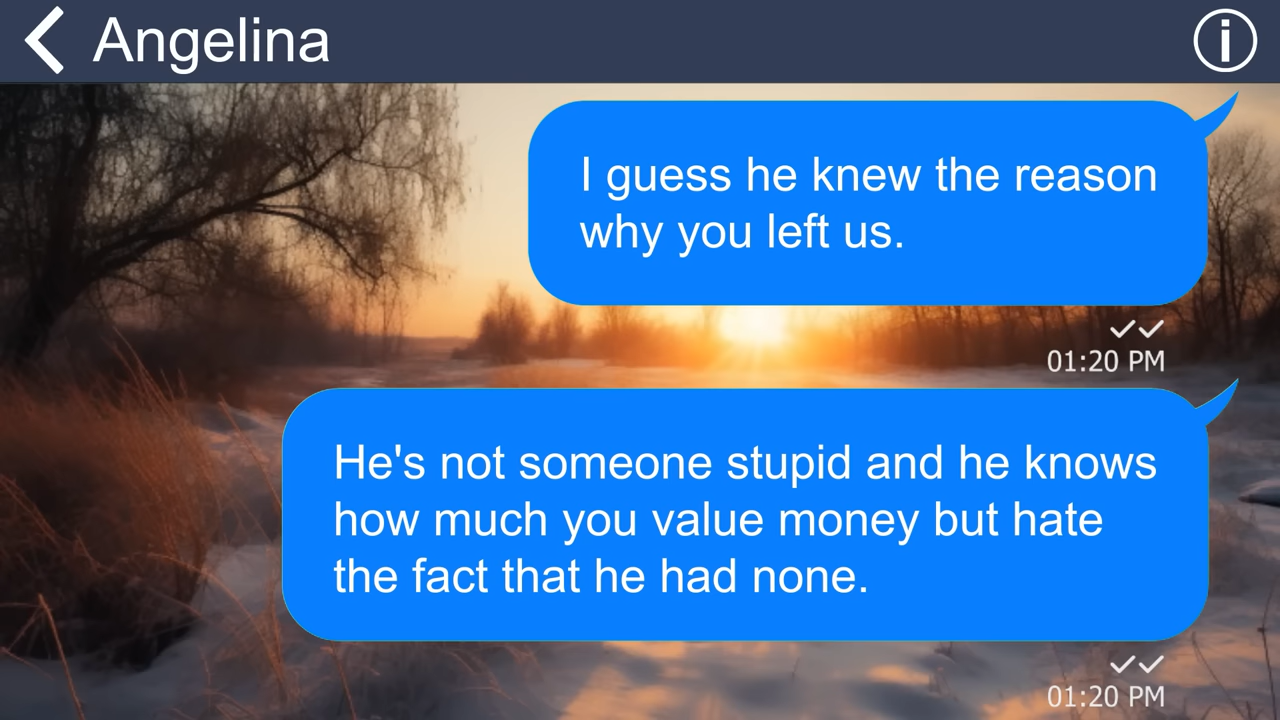 Angelina
I guess he knew the reason
why you left us.
01:20 PM
He's not someone stupid and he knows
how much you value money but hate
the fact that he had none.
01:20 PM